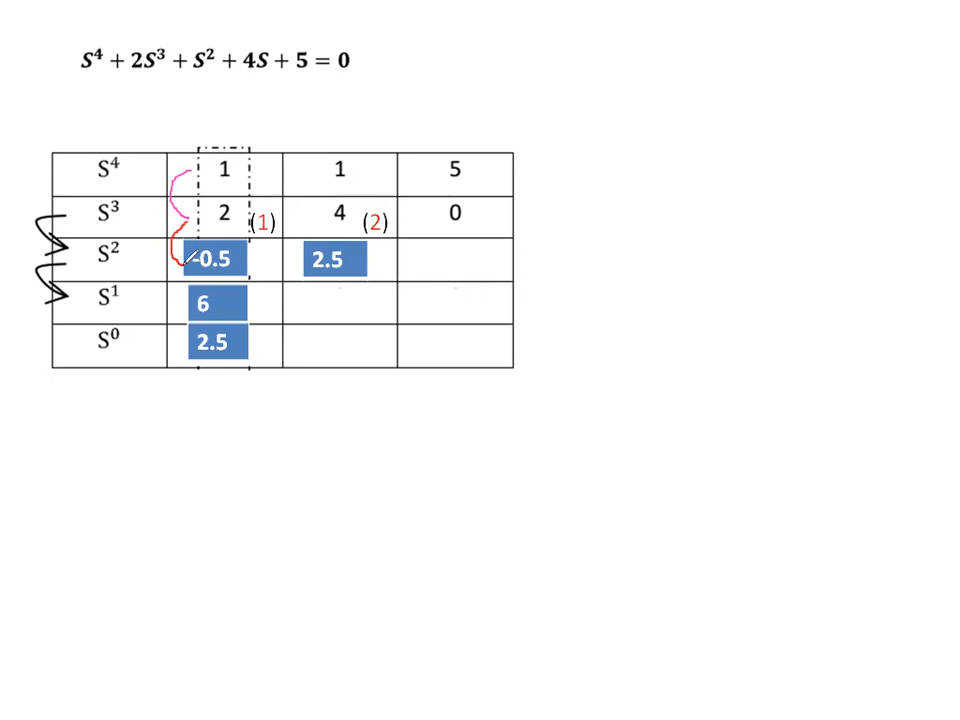 S⁴ + 2S³ + S² + 4S + 5 = 0
S⁴ 1 1 5
S³ 2 (1) 4 (2) 0
S² -0.5 2.5
S¹ 6
S⁰ 2.5